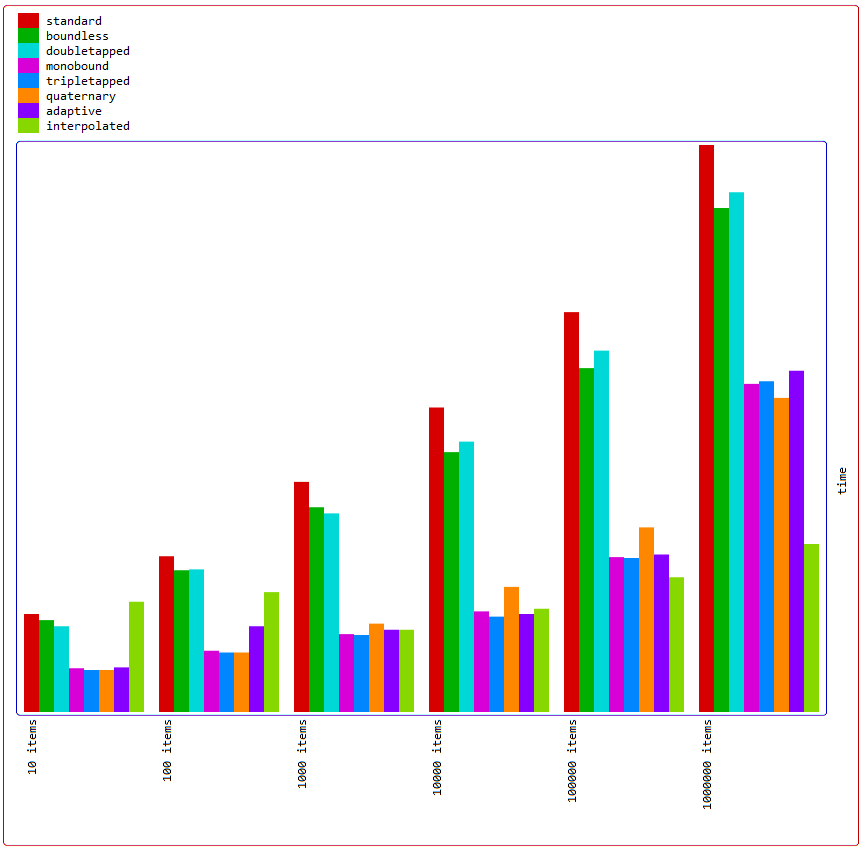 standard
boundless
doubletapped
monobound
tripletapped
quaternary
adaptive
interpolated
time
10 items
100 items
1000 items
10000 items
100000 items
1000000 items